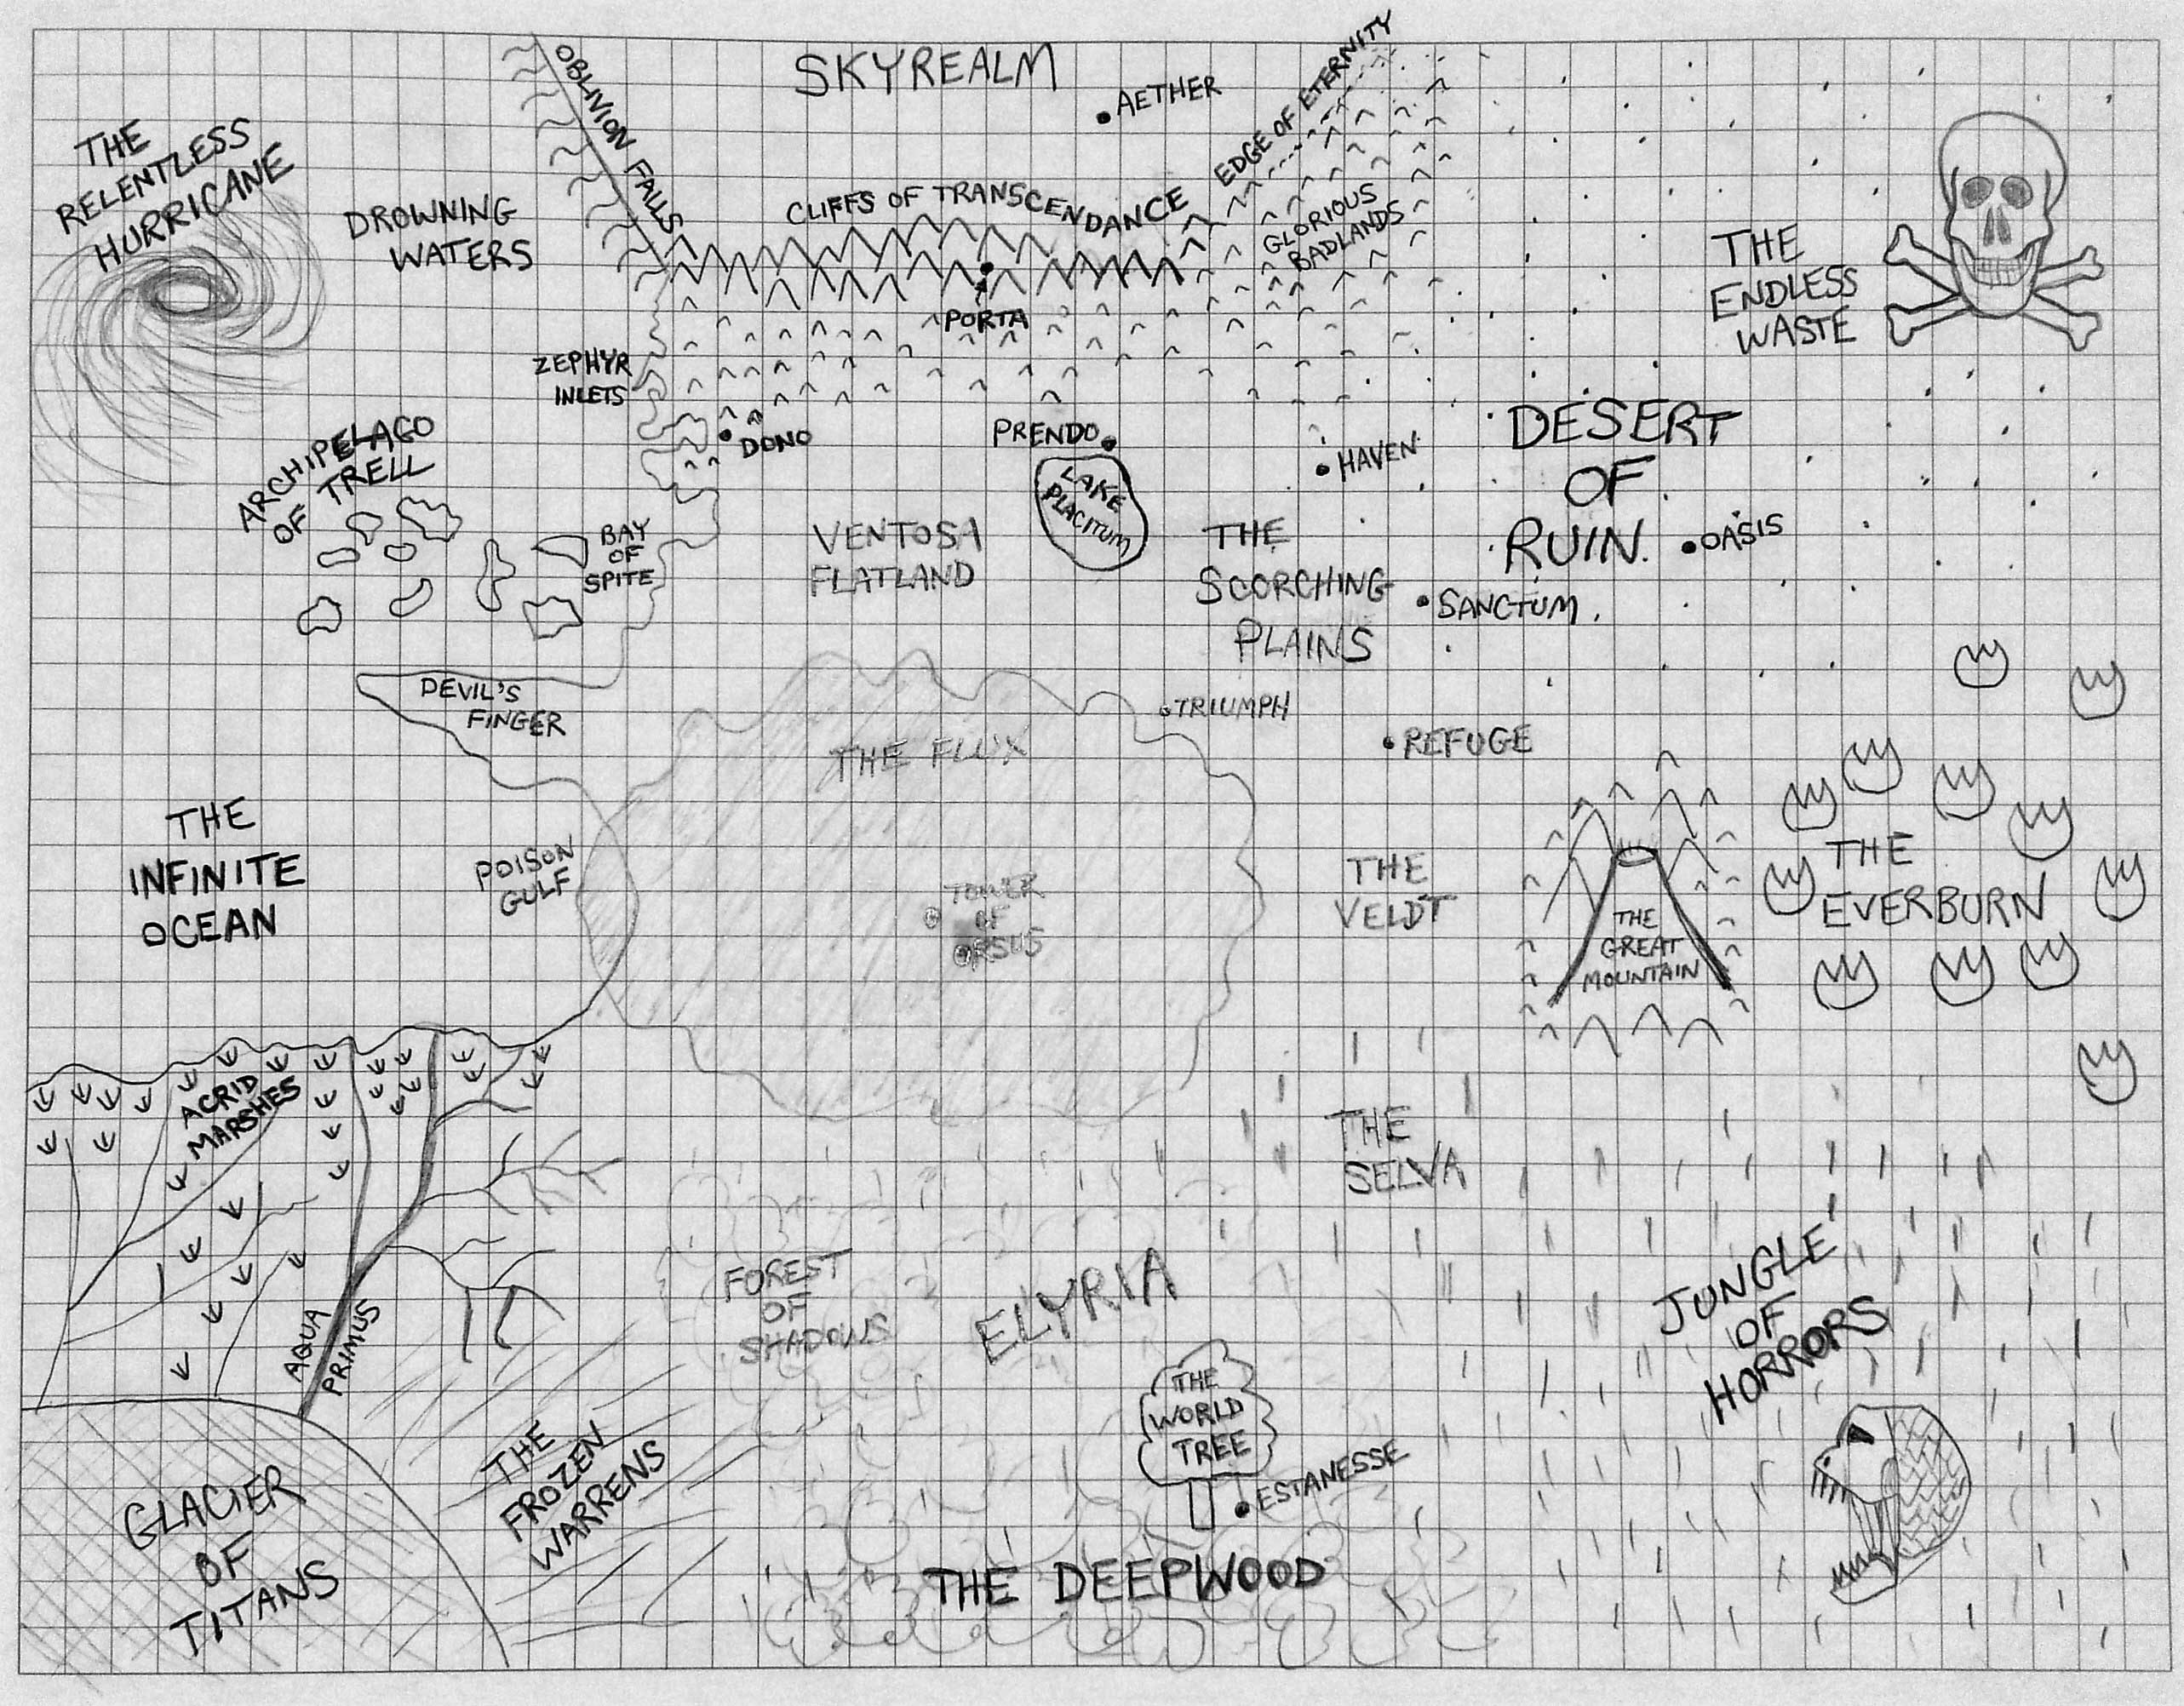 SKYREALM
AETHER
OBLIVION FALLS
EDGE OF ETERNITY
THE
RELENTLESS
HURRICANE
DROWNING
WATERS
CLIFFS OF TRANSCENDANCE
GLORIOUS
BADLANDS
THE
ENDLESS
WASTE
PORTA
ZEPHYR
INLETS
DONO
PRENDO
HAVEN
DESERT
OF
RUIN
ARCHIPELAGO
OF TRELL
LAKE
PLACITUM
BAY
OF
SPITE
VENTOSA
FLATLAND
THE
SCORCHING
PLAINS
OASIS
SANCTUM
DEVIL'S
FINGER
TRIUMPH
THE FLUX
REFUGE
THE
INFINITE
OCEAN
POISON
GULF
TOWER
OF
ORSUS
THE
VELDT
THE
GREAT
MOUNTAIN
THE
EVERBURN
ACRID
MARSHES
THE
SELVA
FOREST
OF
SHADOWS
ELYRIA
JUNGLE
OF
HORRORS
AQUA
PRIMUS
THE
WORLD
TREE
ESTANESSE
THE
FROZEN
WARRENS
GLACIER
OF
TITANS
THE DEEPWOOD